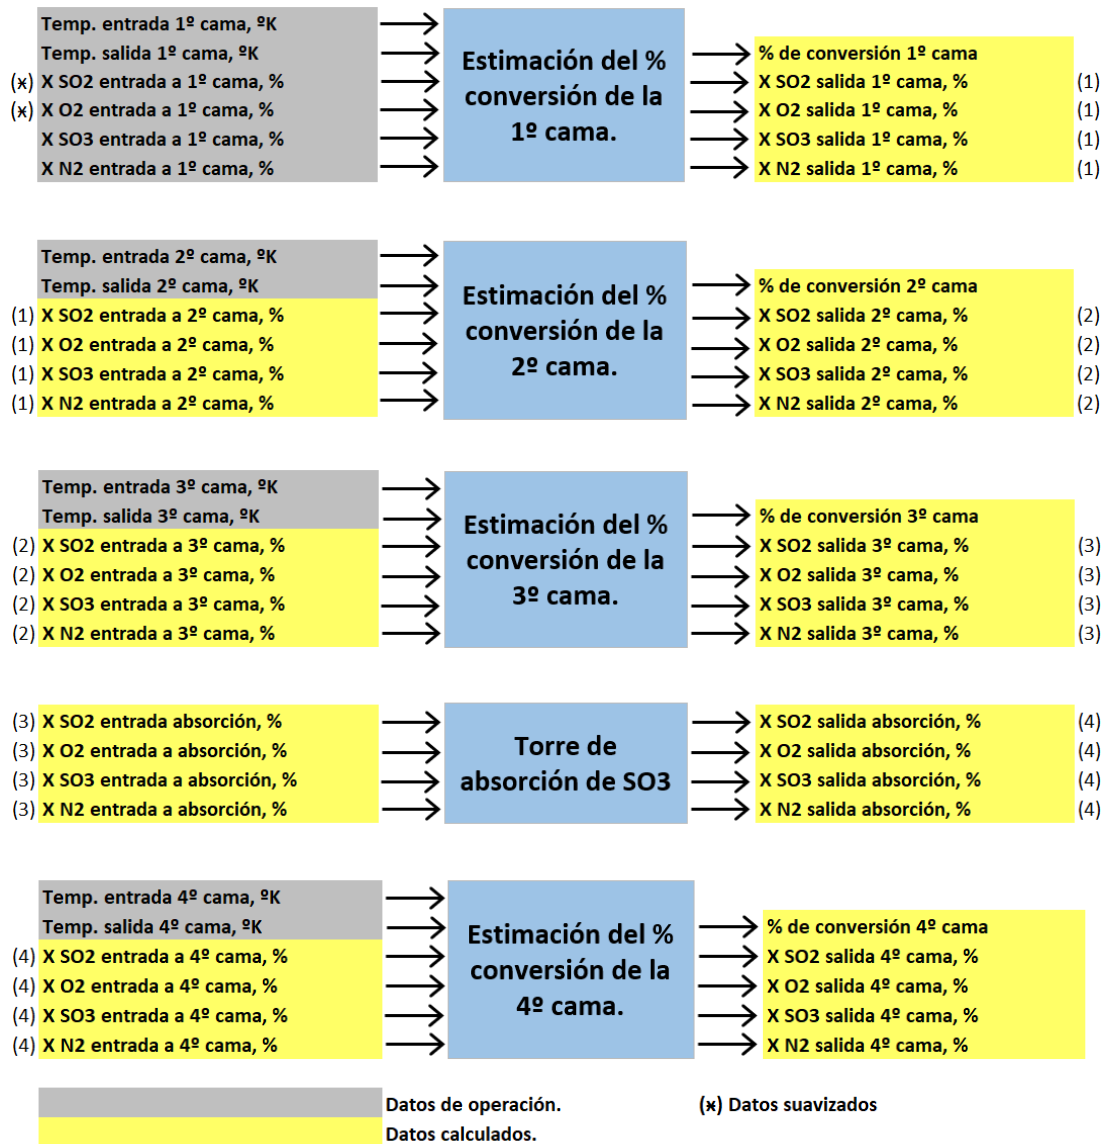 Temp. entrada 1º cama, ºK
Temp. salida 1º cama, ºK
(*) X SO2 entrada a 1º cama, %
(*) X O2 entrada a 1º cama, %
X SO3 entrada a 1º cama, %
X N2 entrada a 1º cama, %
Estimación del %
conversión de la
1º cama.
% de conversión 1º cama
X SO2 salida 1º cama, % (1)
X O2 salida 1º cama, % (1)
X SO3 salida 1º cama, % (1)
X N2 salida 1º cama, % (1)
Temp. entrada 2º cama, ºK
Temp. salida 2º cama, ºK
(1) X SO2 entrada a 2º cama, %
(1) X O2 entrada a 2º cama, %
(1) X SO3 entrada a 2º cama, %
(1) X N2 entrada a 2º cama, %
Estimación del %
conversión de la
2º cama.
% de conversión 2º cama
X SO2 salida 2º cama, % (2)
X O2 salida 2º cama, % (2)
X SO3 salida 2º cama, % (2)
X N2 salida 2º cama, % (2)
Temp. entrada 3º cama, ºK
Temp. salida 3º cama, ºK
(2) X SO2 entrada a 3º cama, %
(2) X O2 entrada a 3º cama, %
(2) X SO3 entrada a 3º cama, %
(2) X N2 entrada a 3º cama, %
Estimación del %
conversión de la
3º cama.
% de conversión 3º cama
X SO2 salida 3º cama, % (3)
X O2 salida 3º cama, % (3)
X SO3 salida 3º cama, % (3)
X N2 salida 3º cama, % (3)
(3) X SO2 entrada absorción, %
(3) X O2 entrada a absorción, %
(3) X SO3 entrada a absorción, %
(3) X N2 entrada a absorción, %
Torre de
absorción de SO3
X SO2 salida absorción, % (4)
X O2 salida absorción, % (4)
X SO3 salida absorción, % (4)
X N2 salida absorción, % (4)
Temp. entrada 4º cama, ºK
Temp. salida 4º cama, ºK
(4) X SO2 entrada a 4º cama, %
(4) X O2 entrada a 4º cama, %
(4) X SO3 entrada a 4º cama, %
(4) X N2 entrada a 4º cama, %
Estimación del %
conversión de la
4º cama.
% de conversión 4º cama
X SO2 salida 4º cama, %
X O2 salida 4º cama, %
X SO3 salida 4º cama, %
X N2 salida 4º cama, %
Datos de operación.
(*) Datos suavizados
Datos calculados.